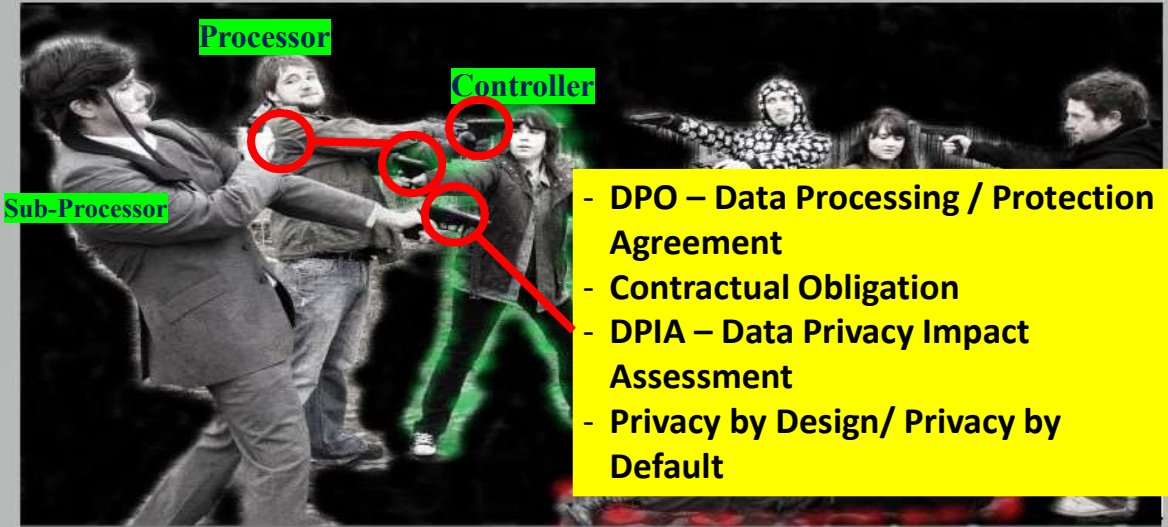 Processor
Controller
Sub-Processor
- DPO – Data Processing / Protection
Agreement
- Contractual Obligation
- DPIA – Data Privacy Impact
Assessment
- Privacy by Design/ Privacy by
Default